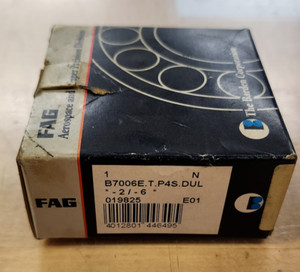 FAG
Aerospace and Super Precision Bearings
The Barden Corporation
B
1 N
B7006E.T.P4S.DUL
* -2/-6 *
FAG
019825 E01
4012801 446495